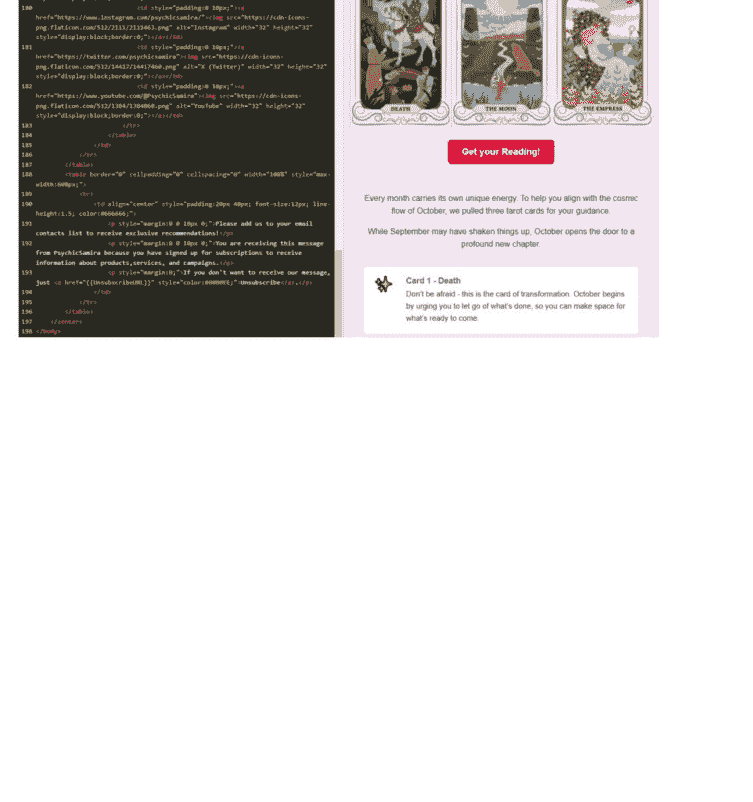 180 <td style="padding:0 10px;"><a
href="https://www.instagram.com/psychicsamira/"><img src="https://cdn-icons-
png.flaticon.com/512/2111/2111463.png" alt="Instagram" width="32" height="32"
style="display:block;border:0;"></a></td>
181 <td style="padding:0 10px;"><a
href="https://twitter.com/psychicsamira"><img src="https://cdn-icons-
png.flaticon.com/512/14417/14417460.png" alt="X (Twitter)" width="32" height="32"
style="display:block;border:0;"></a></td>
182 <td style="padding:0 10px;"><a
href="https://www.youtube.com/@PsychicSamira"><img src="https://cdn-icons-
png.flaticon.com/512/1384/1384060.png" alt="YouTube" width="32" height="32"
style="display:block;border:0;"></a></td>
183 </tr>
184 </table>
185 </td>
186 </tr>
187 </table>
188 <table border="0" cellpadding="0" cellspacing="0" width="100%" style="max-
width:600px;">
189 <tr>
190 <td align="center" style="padding:20px 40px; font-size:12px; line-
height:1.5; color:#666666;">
191 <p style="margin:0 0 10px 0;">Please add us to your email
contacts list to receive exclusive recommendations!</p>
192 <p style="margin:0 0 10px 0;">You are receiving this message
from PsychicSamira because you have signed up for subscriptions to receive
information about products,services, and campaigns.</p>
193 <p style="margin:0;">If you don't want to receive our message,
just <a href="{{UnsubscribeURL}}" style="color:#0000EE;">Unsubscribe</a>.</p>
194 </td>
195 </tr>
196 </table>
197 </center>
198 </body>
DEATH
THE MOON
THE EMPRESS
Get your Reading!
Every month carries its own unique energy. To help you align with the cosmic
flow of October, we pulled three tarot cards for your guidance.
While September may have shaken things up, October opens the door to a
profound new chapter.
Card 1 - Death
Don't be afraid - this is the card of transformation. October begins
by urging you to let go of what's done, so you can make space for
what's ready to come.